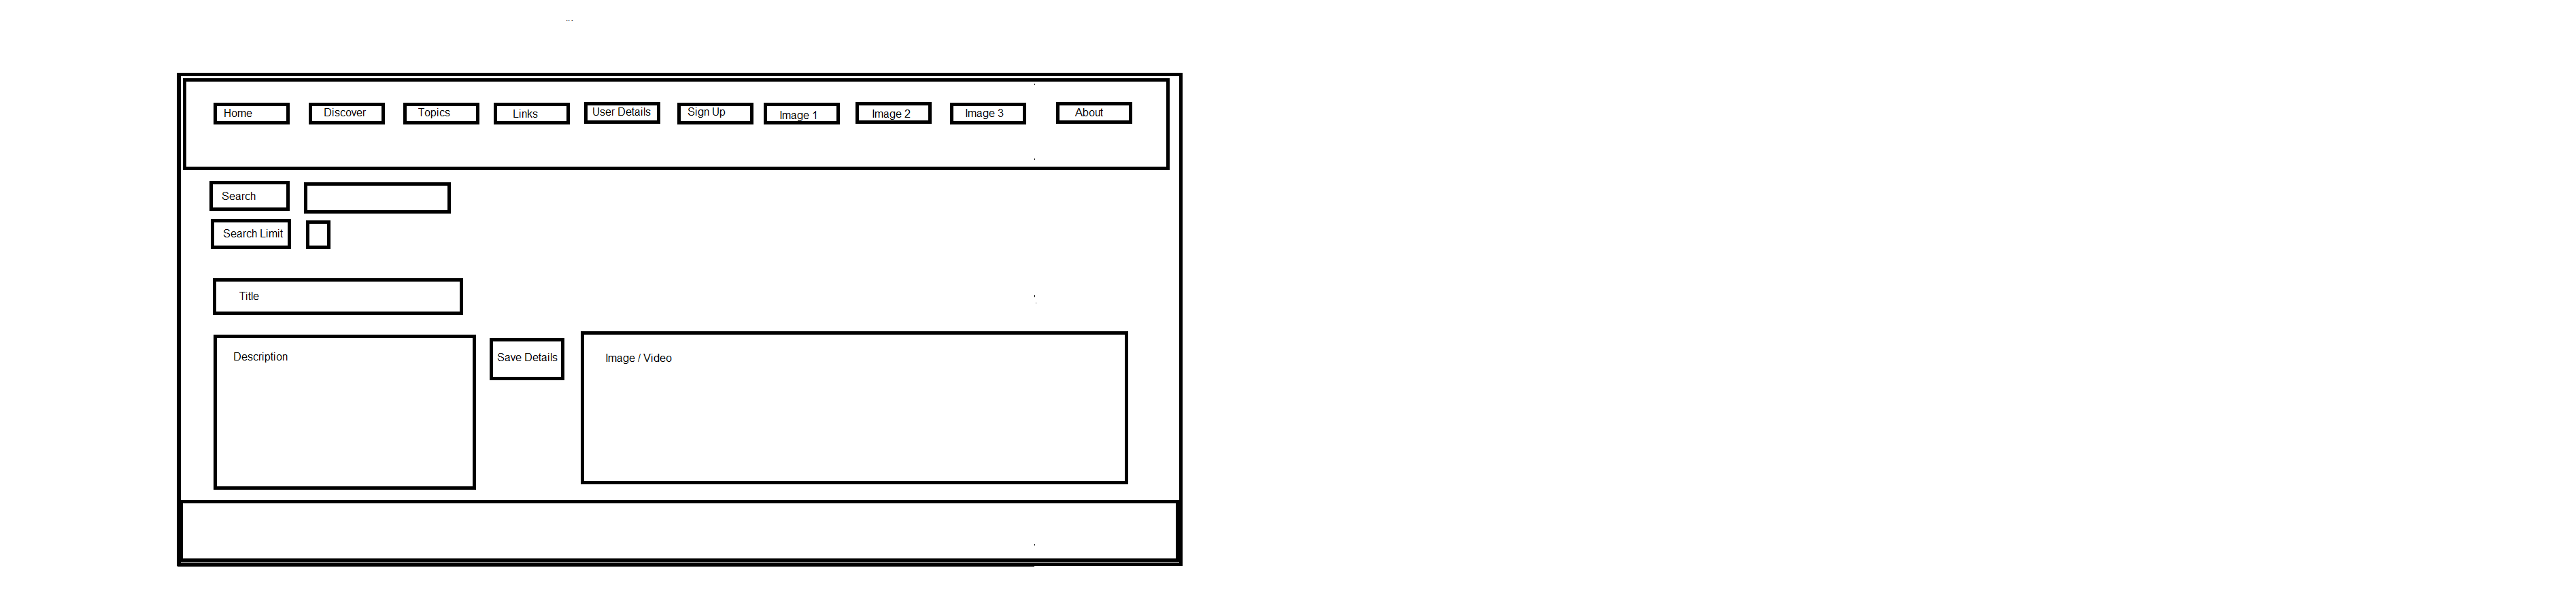 Home
Discover
Topics
Links
User Details
Sign Up
Image 1
Image 2
Image 3
About
Search
Search Limit
Title
Description
Save Details
Image / Video